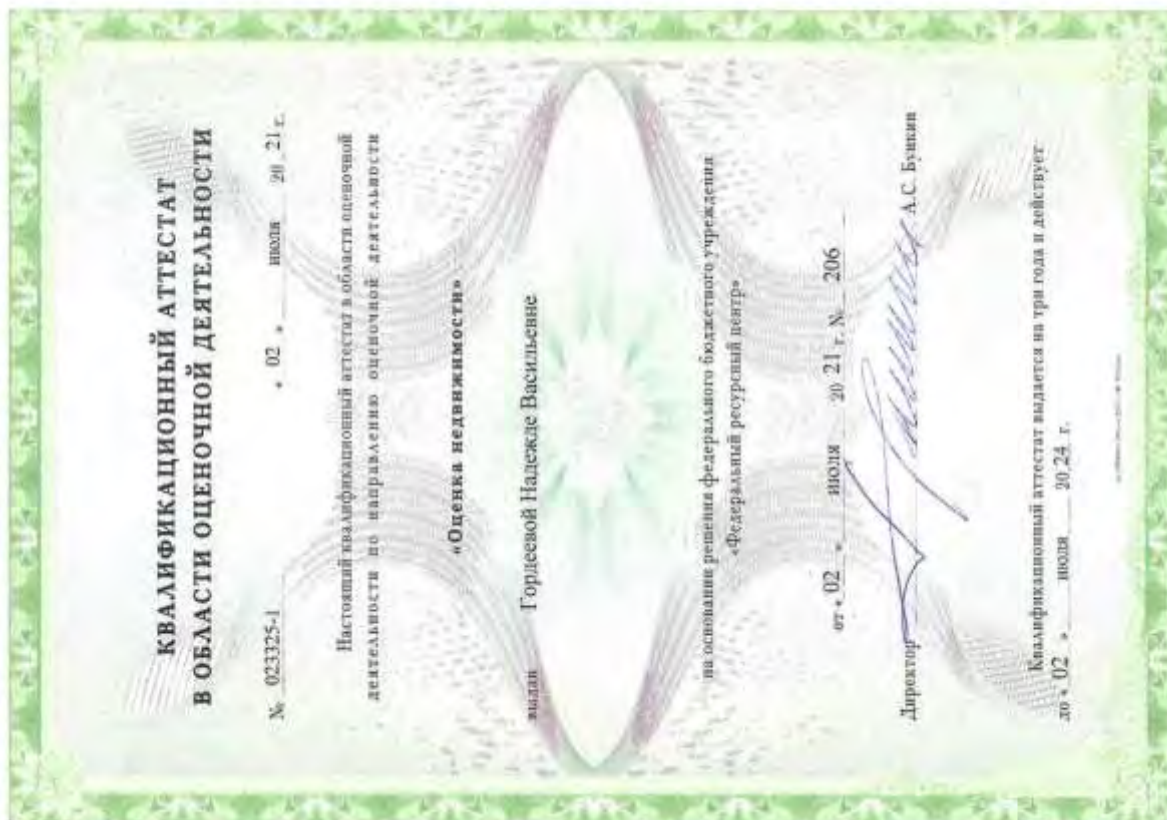 КВАЛИФИКАЦИОННЫЙ АТТЕСТАТ
В ОБЛАСТИ ОЦЕНОЧНОЙ ДЕЯТЕЛЬНОСТИ
№ 023325-1 « 02 » июля 20 21 г.
Настоящий квалификационный аттестат в области оценочной
деятельности по направлению оценочной деятельности
«Оценка недвижимости»
выдан Гордеевой Надежде Васильевне
на основании решения федерального бюджетного учреждения
«Федеральный ресурсный центр»
от « 02 » июля 20 21 г. № 206
Директор А.С. Бункин
Квалификационный аттестат выдается на три года и действует
до « 02 » июля 20 24 г.